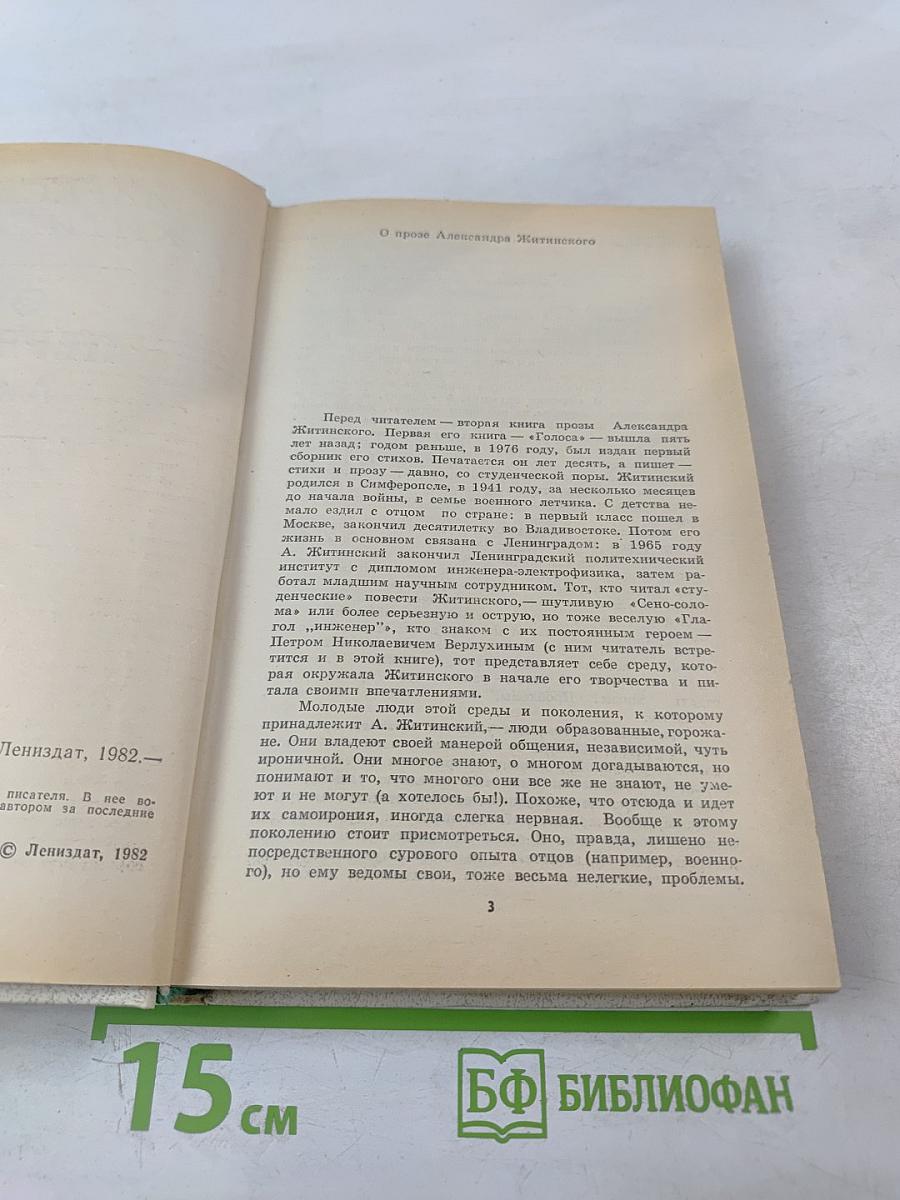 Лениздат, 1982.—
писателя. В нее во-
автором за последние
© Лениздат, 1982
О прозе Александра Житинского
Перед читателем — вторая книга прозы Александра
Житинского. Первая его книга — «Голоса» — вышла пять
лет назад; годом раньше, в 1976 году, был издан первый
сборник его стихов. Печатается он лет десять, а пишет —
стихи и прозу — давно, со студенческой поры. Житинский
родился в Симферополе, в 1941 году, за несколько месяцев
до начала войны, в семье военного летчика. С детства не-
мало ездил с отцом по стране: в первый класс пошел в
Москве, закончил десятилетку во Владивостоке. Потом его
жизнь в основном связана с Ленинградом: в 1965 году
А. Житинский закончил Ленинградский политехнический
институт с дипломом инженера-электрофизика, затем ра-
ботал младшим научным сотрудником. Тот, кто читал «сту-
денческие» повести Житинского,— шутливую «Сено-соло-
ма» или более серьезную и острую, но тоже веселую «Гла-
гол „инженер”», кто знаком с их постоянным героем —
Петром Николаевичем Верлухиным (с ним читатель встре-
тится и в этой книге), тот представляет себе среду, кото-
рая окружала Житинского в начале его творчества и пи-
тала своими впечатлениями.
Молодые люди этой среды и поколения, к которому
принадлежит А. Житинский,— люди образованные, горожа-
не. Они владеют своей манерой общения, независимой, чуть
ироничной. Они многое знают, о многом догадываются, но
понимают и то, что многого они все же не знают, не уме-
ют и не могут (а хотелось бы!). Похоже, что отсюда и идет
их самоирония, иногда слегка нервная. Вообще к этому
поколению стоит присмотреться. Оно, правда, лишено не-
посредственного сурового опыта отцов (например, военно-
го), но ему ведомы свои, тоже весьма нелегкие, проблемы.
3
15 см
БФ БИБЛИОФАН